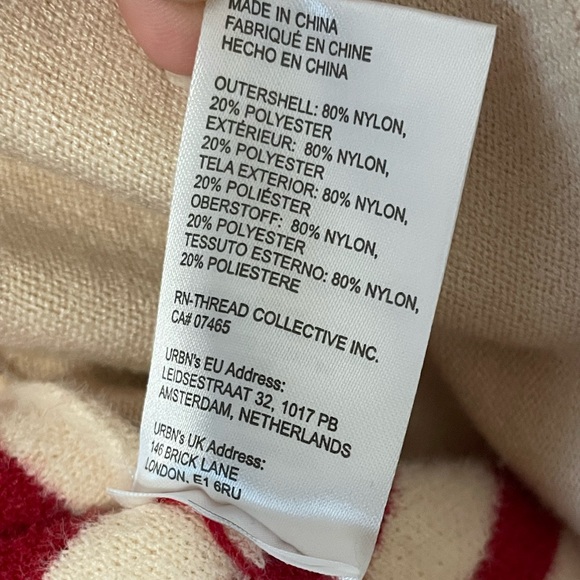 MADE IN CHINA
FABRIQUÉ EN CHINE
HECHO EN CHINA
OUTERSHELL: 80% NYLON,
20% POLYESTER
EXTÉRIEUR: 80% NYLON,
20% POLYESTER
TELA EXTERIOR: 80% NYLON,
20% POLIÉSTER
OBERSTOFF: 80% NYLON,
20% POLYESTER
TESSUTO ESTERNO: 80% NYLON,
20% POLIESTERE
RN-THREAD COLLECTIVE INC.
CA# 07465
URBN's EU Address:
LEIDSESTRAAT 32, 1017 PB
AMSTERDAM, NETHERLANDS
URBN's UK Address:
146 BRICK LANE
LONDON, E1 6RU